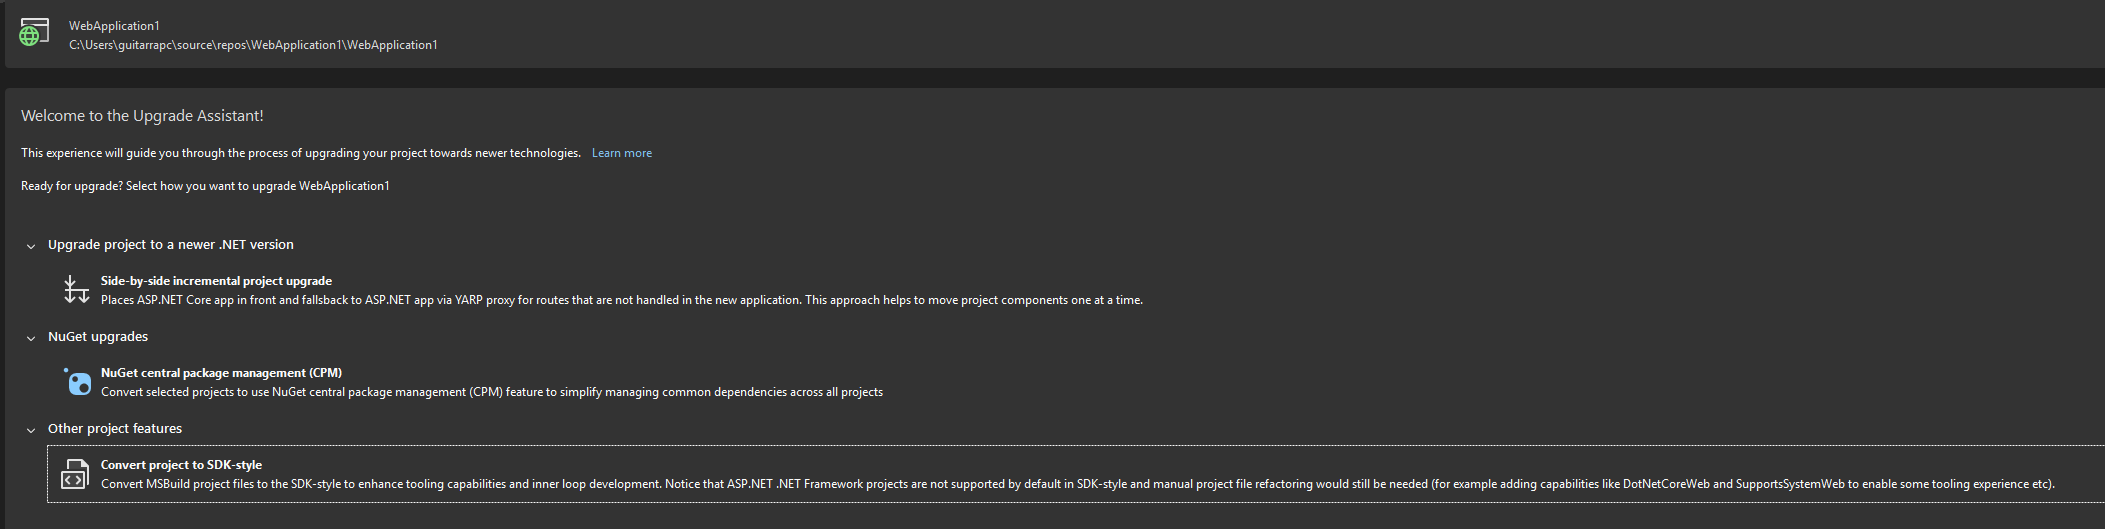 WebApplication1
C:\Users\guitarrapc\source\repos\WebApplication1\WebApplication1
Welcome to the Upgrade Assistant!
This experience will guide you through the process of upgrading your project towards newer technologies. Learn more
Ready for upgrade? Select how you want to upgrade WebApplication1
Upgrade project to a newer .NET version
Side-by-side incremental project upgrade
Places ASP.NET Core app in front and fallsback to ASP.NET app via YARP proxy for routes that are not handled in the new application. This approach helps to move project components one at a time.
NuGet upgrades
NuGet central package management (CPM)
Convert selected projects to use NuGet central package management (CPM) feature to simplify managing common dependencies across all projects
Other project features
Convert project to SDK-style
Convert MSBuild project files to the SDK-style to enhance tooling capabilities and inner loop development. Notice that ASP.NET .NET Framework projects are not supported by default in SDK-style and manual project file refactoring would still be needed (for example adding capabilities like DotNetCoreWeb and SupportsSystemWeb to enable some tooling experience etc).